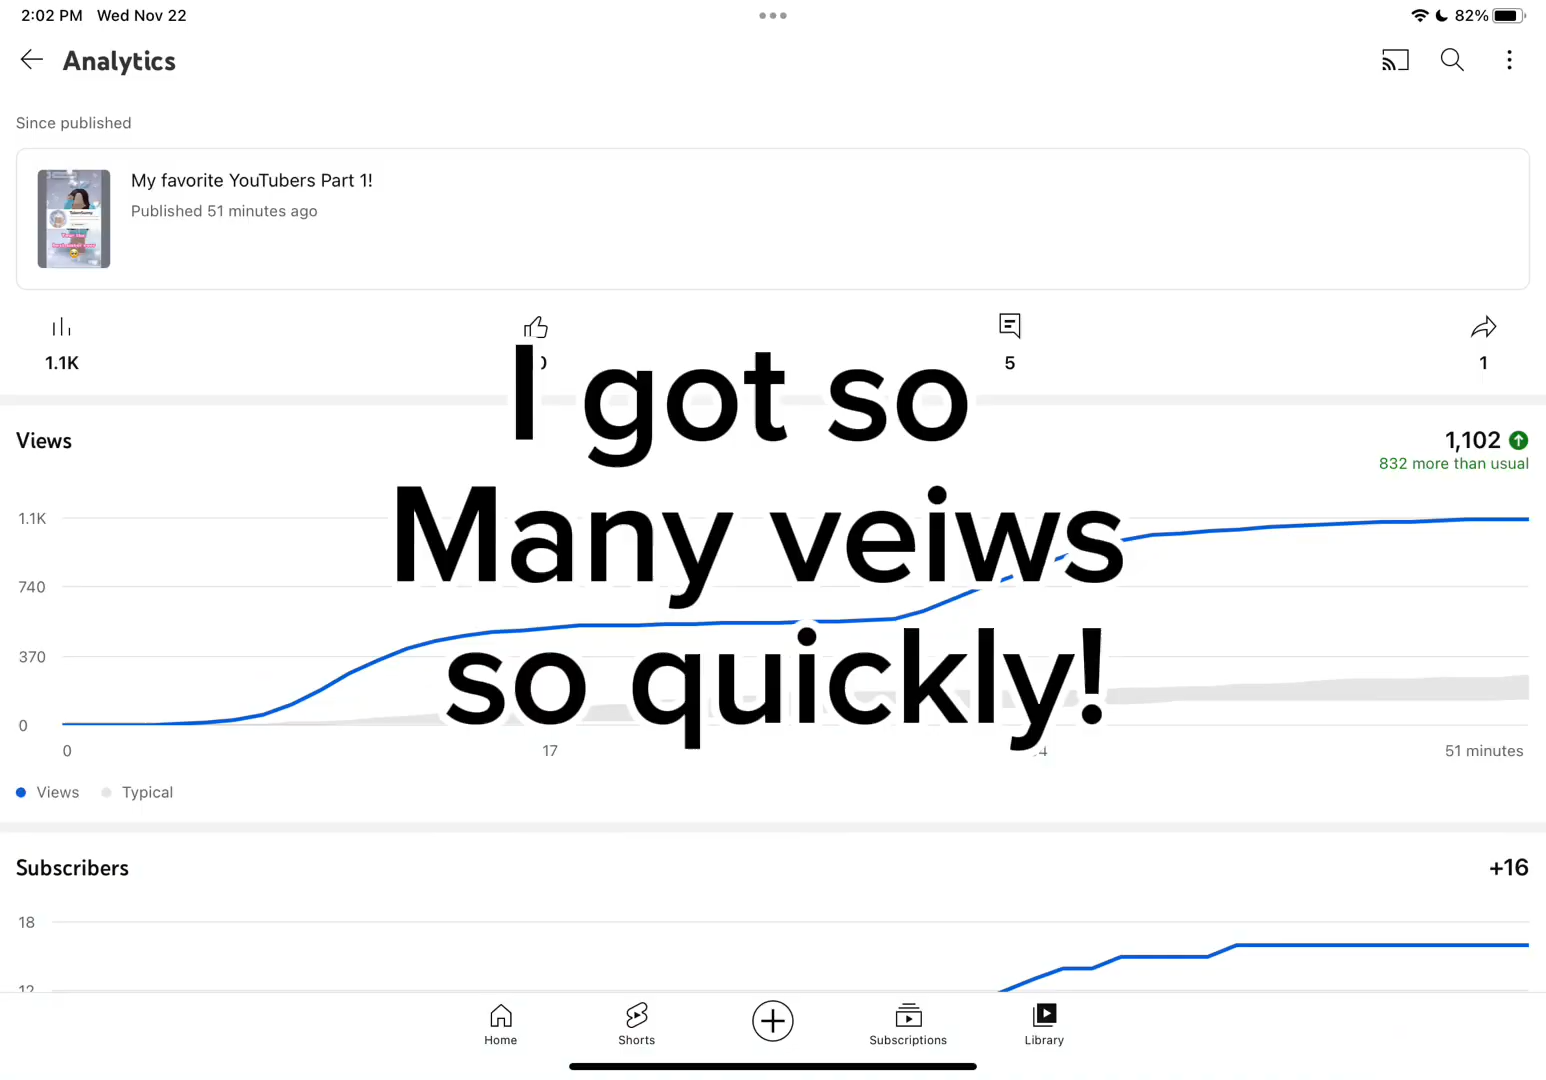 2:02 PM Wed Nov 22
82%
Analytics
Since published
My favorite YouTubers Part 1!
Published 51 minutes ago
1.1K
5
1
I got so
Many veiws
so quickly!
Views
1,102
832 more than usual
1.1K
740
370
0
0
17
51 minutes
Views
Typical
Subscribers
+16
18
12
Home
Shorts
Subscriptions
Library